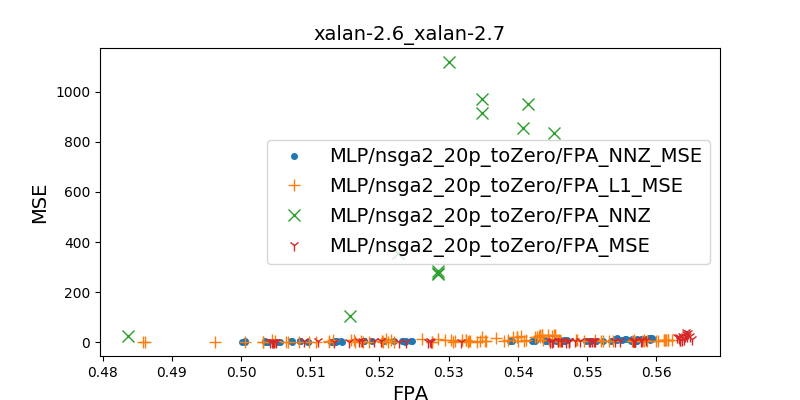 xalan-2.6_xalan-2.7
1000
800
600
400
200
0
MSE
MLP/nsga2_20p_toZero/FPA_NNZ_MSE
MLP/nsga2_20p_toZero/FPA_L1_MSE
MLP/nsga2_20p_toZero/FPA_NNZ
MLP/nsga2_20p_toZero/FPA_MSE
0.48 0.49 0.50 0.51 0.52 0.53 0.54 0.55 0.56
FPA